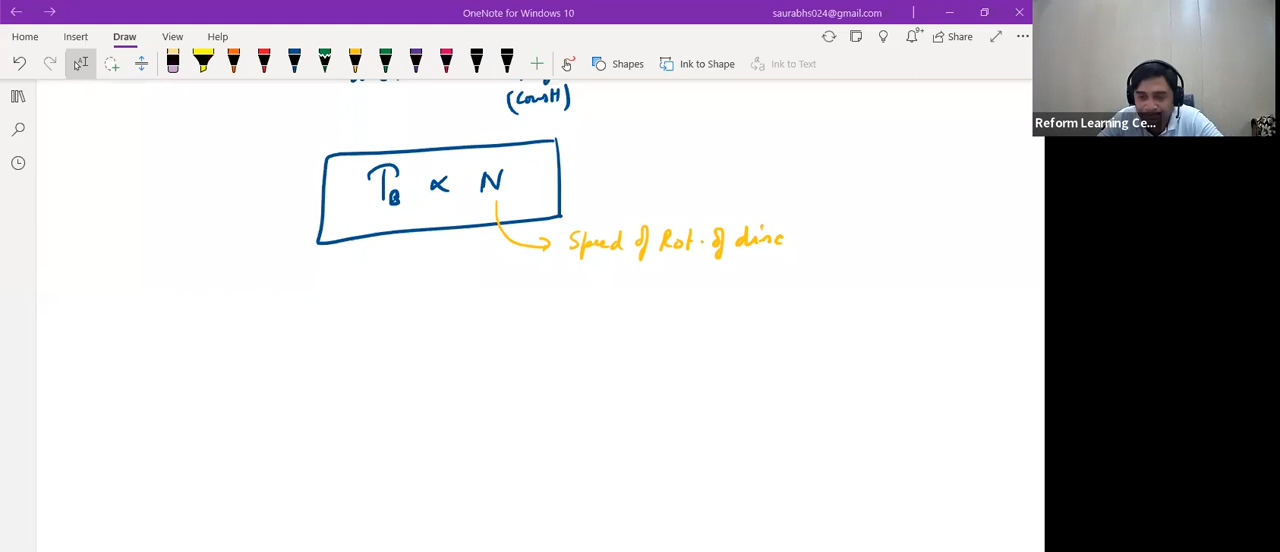 OneNote for Windows 10
saurabhs024@gmail.com
Home Insert Draw View Help
Share
Shapes Ink to Shape Ink to Text
(const)
T_B ∝ N
Speed of Rot. of disc
Reform Learning Ce...